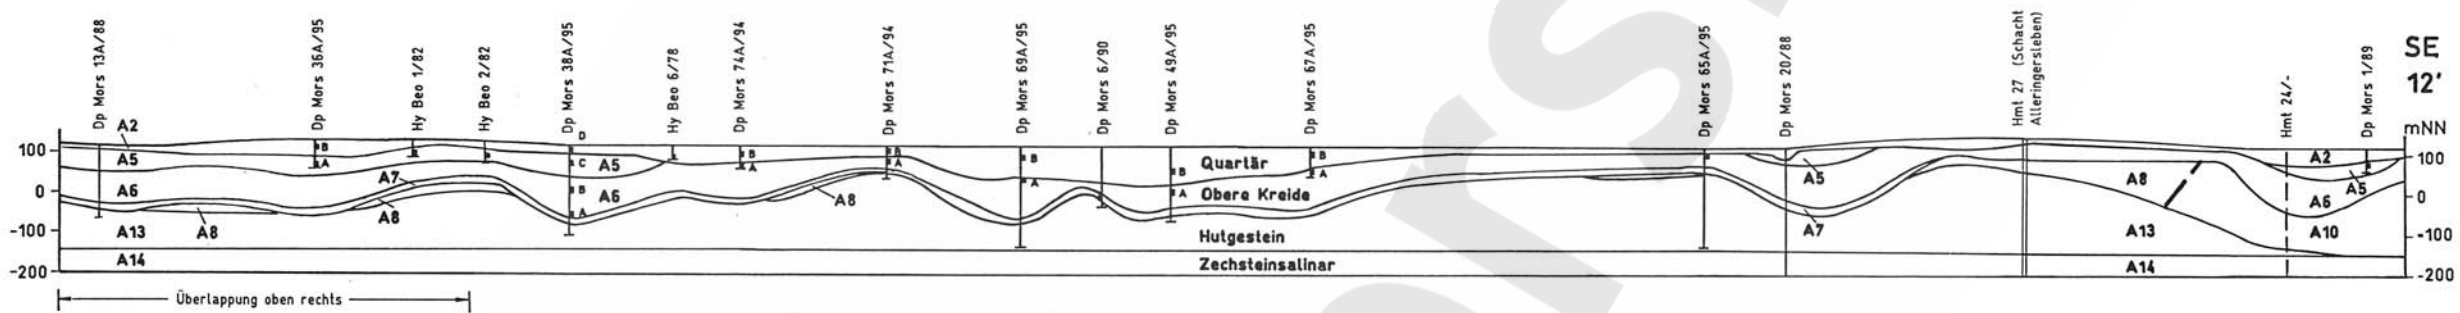 Dp Mors 13A/88
Dp Mors 36A/95
Hy Beo 1/82
Hy Beo 2/82
Dp Mors 38A/95
Hy Beo 6/78
Dp Mors 74A/94
Dp Mors 71A/94
Dp Mors 69A/95
Dp Mors 6/90
Dp Mors 49A/95
Dp Mors 67A/95
Dp Mors 65A/95
Dp Mors 20/88
Hmt 27 (Schacht
Alleringersleben)
Hmt 24/-
Dp Mors 1/89
SE
12'
mNN
100
0
-100
-200
A2
A5
A6
A13
A14
A8
A7
A8
B
A
D
C
B
A
A5
A6
B
A
A8
B
A
B
A
B
A
B
A
Quartär
Obere Kreide
Hutgestein
Zechsteinsalinar
A5
A7
A8
A13
A14
A2
A5
A6
A10
100
0
-100
-200
Überlappung oben rechts